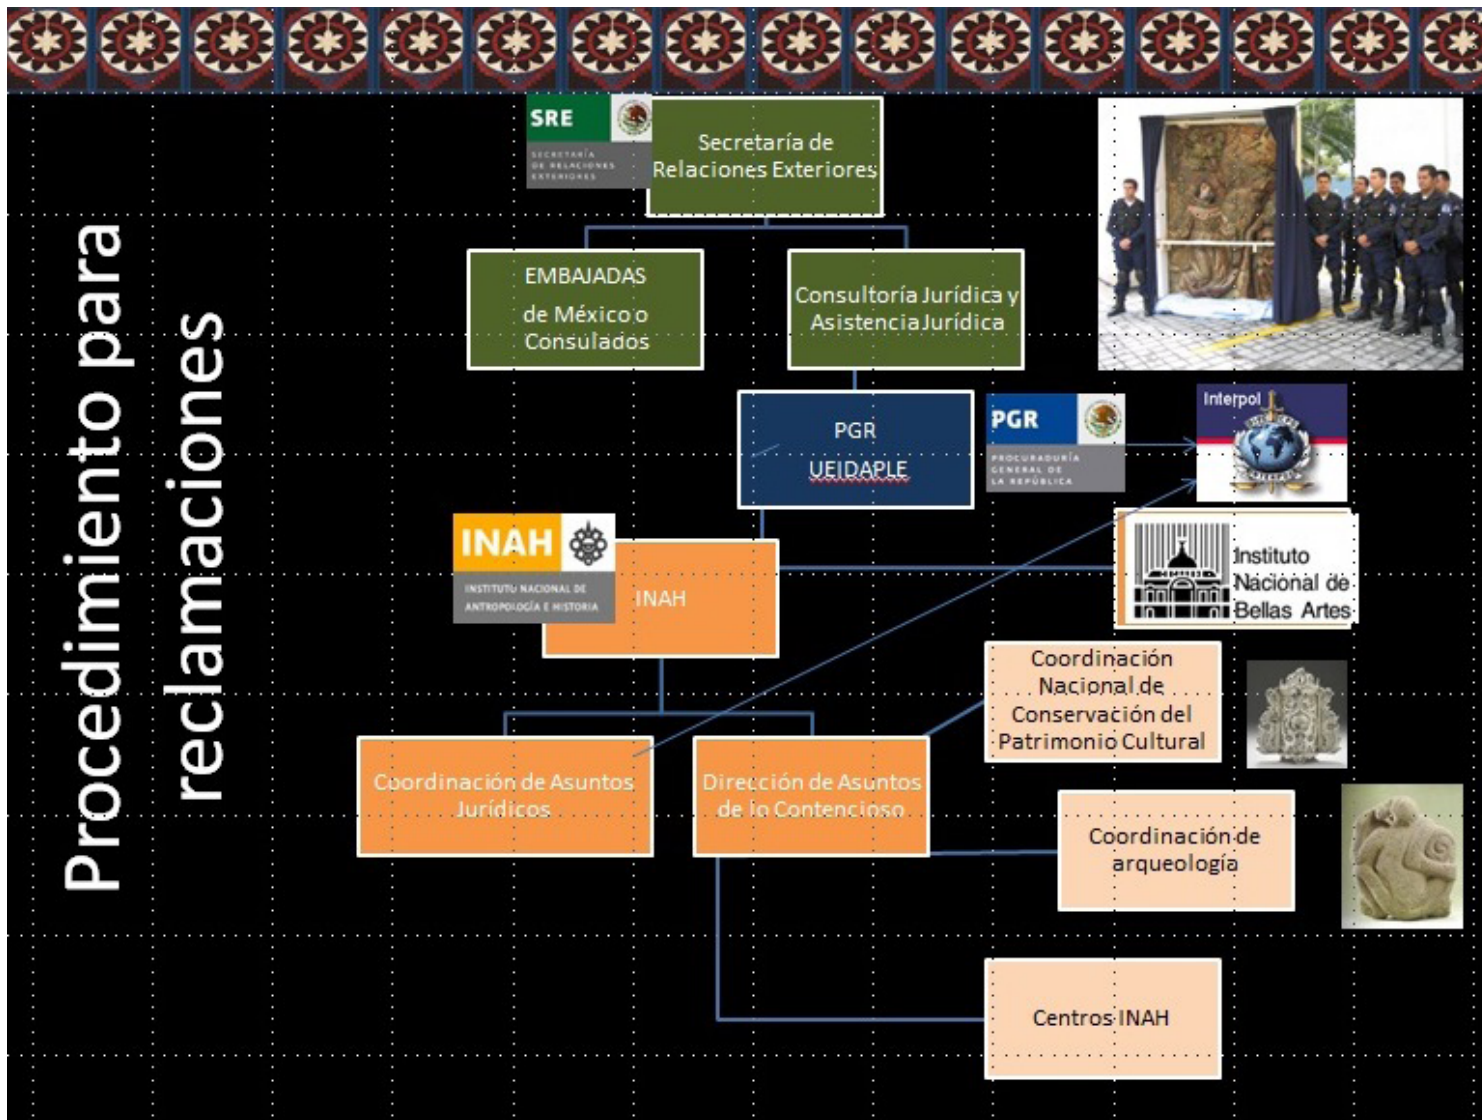 Procedimiento para
reclamaciones
SRE
SECRETARÍA
DE RELACIONES
EXTERIORES
Secretaría de
Relaciones Exteriores
EMBAJADAS
de México o
Consulados
Consultoría Jurídica y
Asistencia Jurídica
PGR
UEIDAPLE
PGR
PROCURADURÍA
GENERAL DE
LA REPÚBLICA
Interpol
INAH
INSTITUTO NACIONAL DE
ANTROPOLOGÍA E HISTORIA
INAH
Instituto
Nacional de
Bellas Artes
Coordinación
Nacional de
Conservación del
Patrimonio Cultural
Coordinación de Asuntos
Jurídicos
Dirección de Asuntos
de lo Contencioso
Coordinación de
arqueología
Centros INAH